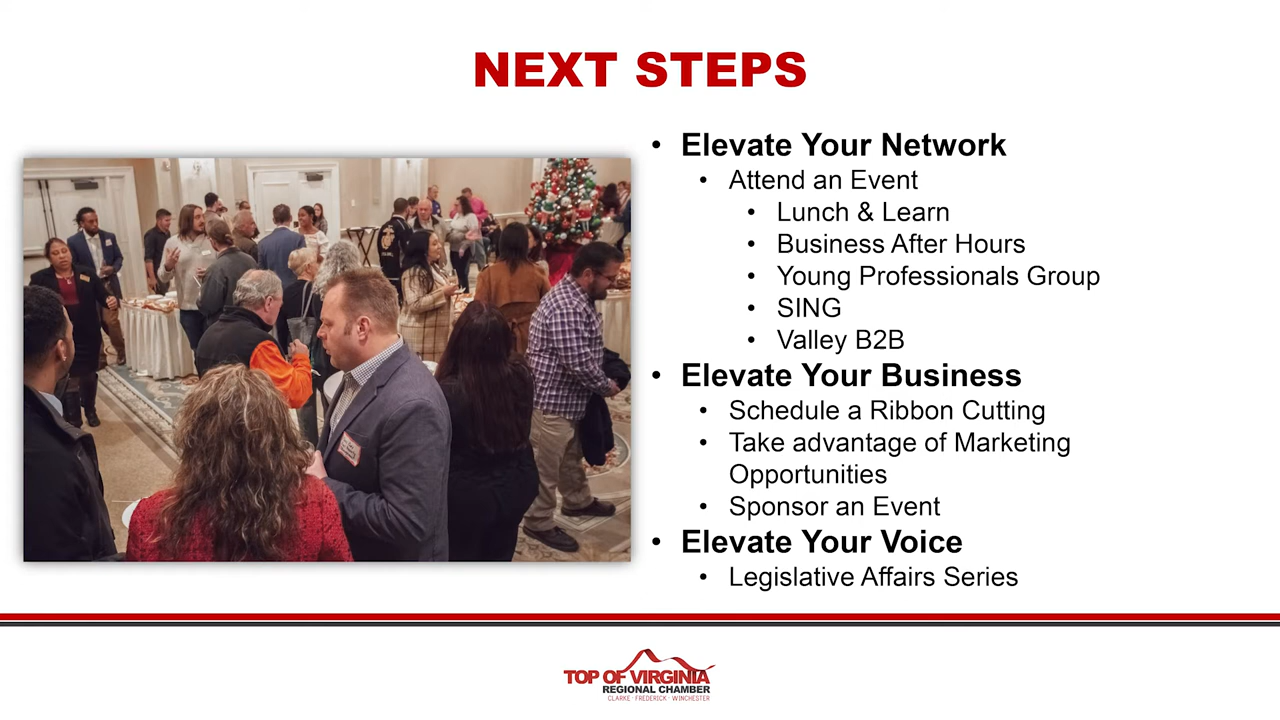 NEXT STEPS
• Elevate Your Network
• Attend an Event
• Lunch & Learn
• Business After Hours
• Young Professionals Group
• SING
• Valley B2B
• Elevate Your Business
• Schedule a Ribbon Cutting
• Take advantage of Marketing
Opportunities
• Sponsor an Event
• Elevate Your Voice
• Legislative Affairs Series
TOP OF VIRGINIA
REGIONAL CHAMBER
CLARKE · FREDERICK · WINCHESTER